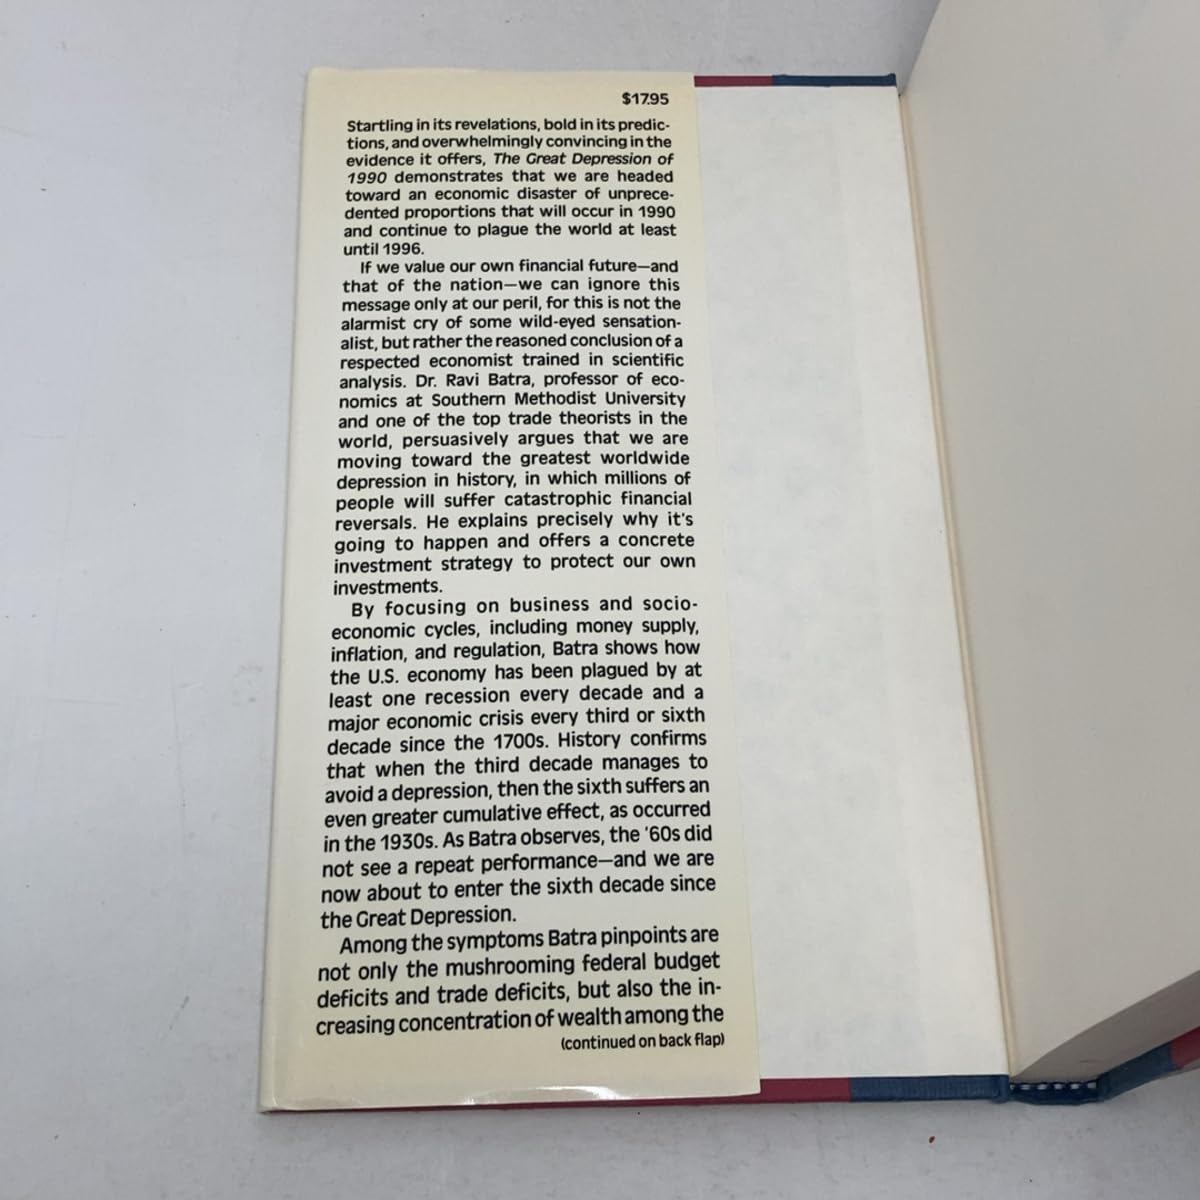 $17.95
Startling in its revelations, bold in its predic-
tions, and overwhelmingly convincing in the
evidence it offers, The Great Depression of
1990 demonstrates that we are headed
toward an economic disaster of unprece-
dented proportions that will occur in 1990
and continue to plague the world at least
until 1996.
If we value our own financial future—and
that of the nation—we can ignore this
message only at our peril, for this is not the
alarmist cry of some wild-eyed sensation-
alist, but rather the reasoned conclusion of a
respected economist trained in scientific
analysis. Dr. Ravi Batra, professor of eco-
nomics at Southern Methodist University
and one of the top trade theorists in the
world, persuasively argues that we are
moving toward the greatest worldwide
depression in history, in which millions of
people will suffer catastrophic financial
reversals. He explains precisely why it's
going to happen and offers a concrete
investment strategy to protect our own
investments.
By focusing on business and socio-
economic cycles, including money supply,
inflation, and regulation, Batra shows how
the U.S. economy has been plagued by at
least one recession every decade and a
major economic crisis every third or sixth
decade since the 1700s. History confirms
that when the third decade manages to
avoid a depression, then the sixth suffers an
even greater cumulative effect, as occurred
in the 1930s. As Batra observes, the '60s did
not see a repeat performance—and we are
now about to enter the sixth decade since
the Great Depression.
Among the symptoms Batra pinpoints are
not only the mushrooming federal budget
deficits and trade deficits, but also the in-
creasing concentration of wealth among the
(continued on back flap)